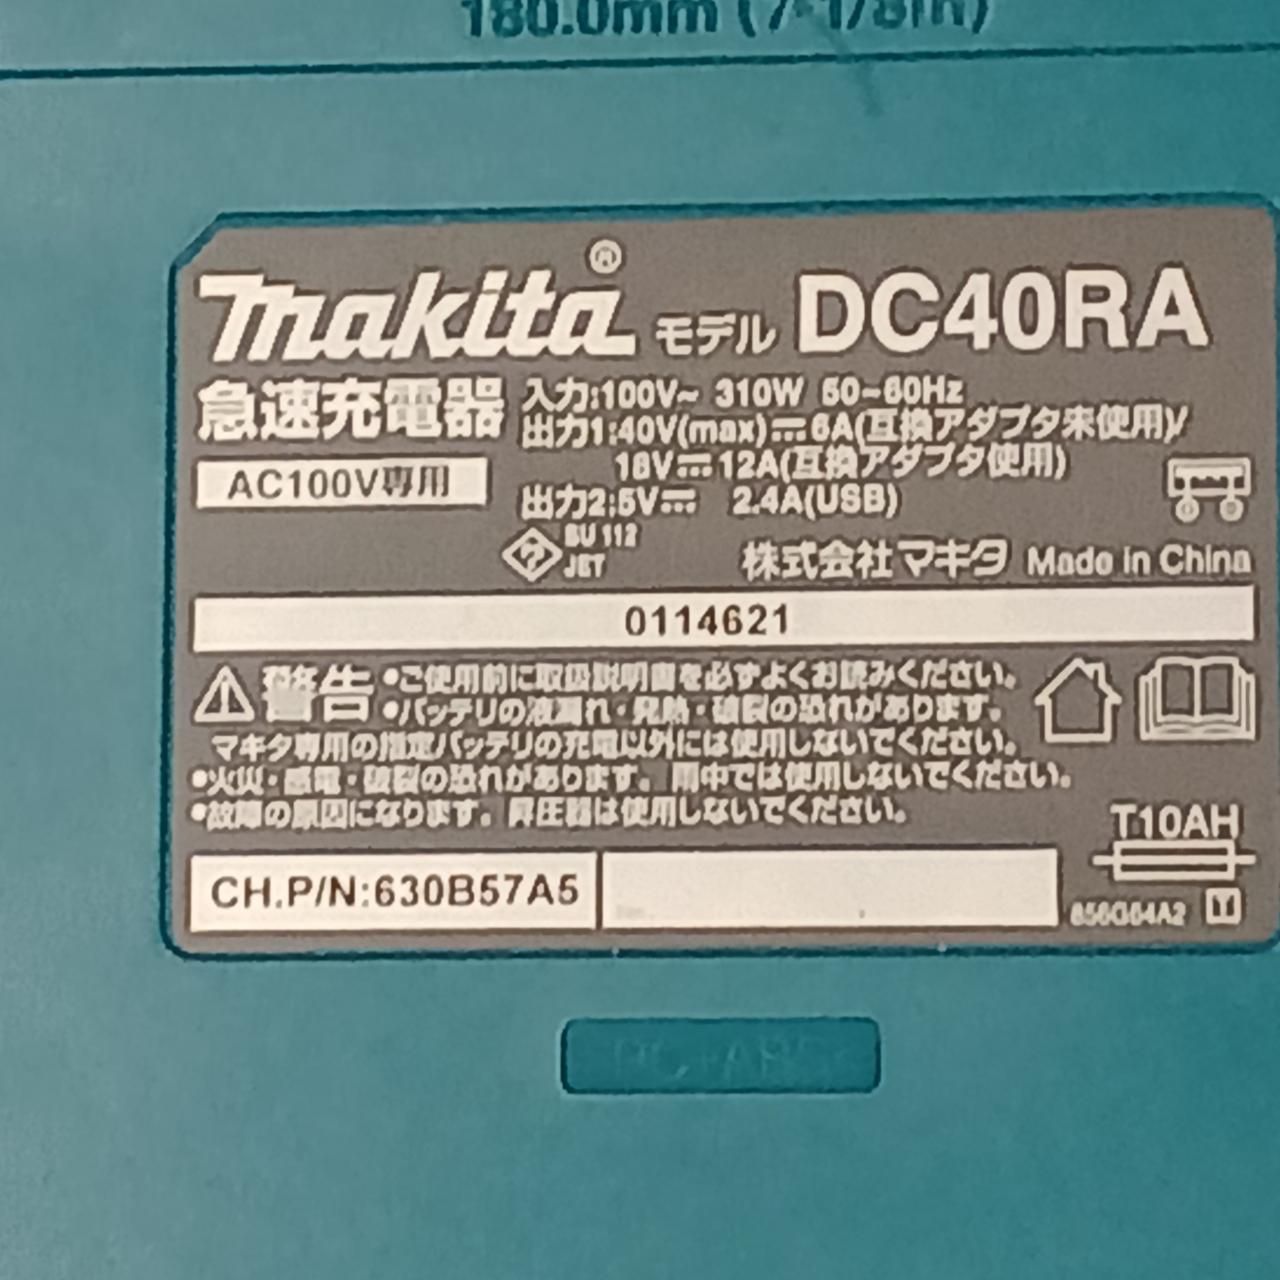 180.0mm (7-1/8in)
makita® モデル DC40RA
急速充電器
AC100V専用
入力:100V~ 310W 50~60Hz
出力1:40V(max)⎓6A(互換アダプタ未使用)/
18V⎓12A(互換アダプタ使用)
出力2:5V⎓ 2.4A(USB)
JET
株式会社マキタ Made in China
0114621
⚠警告 •ご使用前に取扱説明書を必ずよくお読みください。
•バッテリの液漏れ・発熱・破裂の恐れがあります。
マキタ専用の指定バッテリの充電以外には使用しないでください。
•火災・感電・破裂の恐れがあります。雨中では使用しないでください。
•故障の原因になります。昇圧器は使用しないでください。
T10AH
CH.P/N:630B57A5